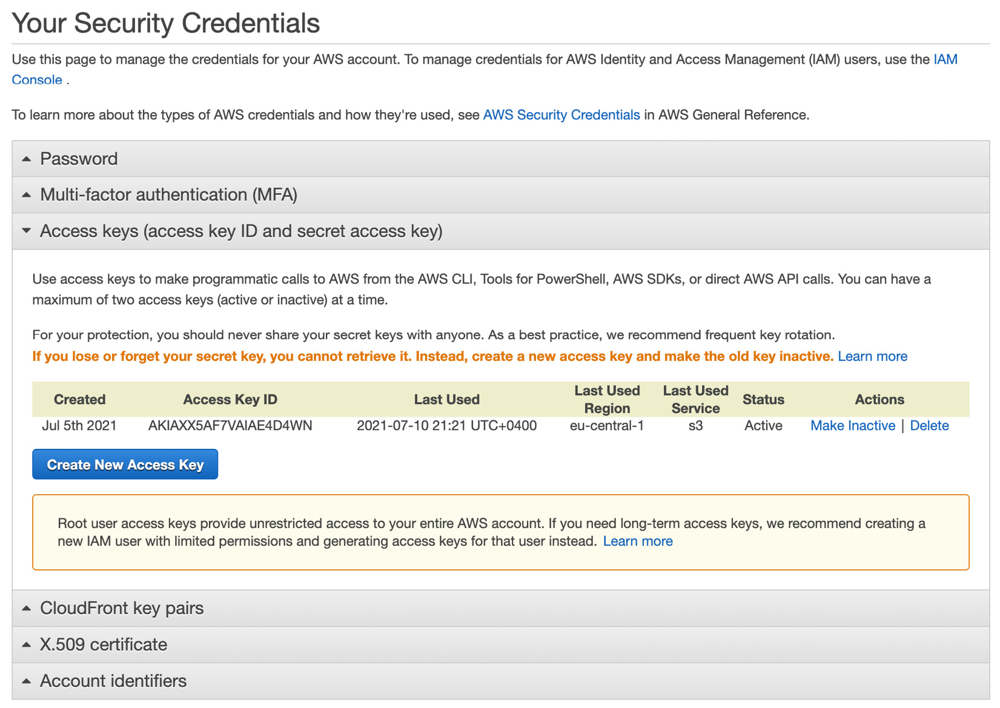 Your Security Credentials
Use this page to manage the credentials for your AWS account. To manage credentials for AWS Identity and Access Management (IAM) users, use the IAM
Console .
To learn more about the types of AWS credentials and how they're used, see AWS Security Credentials in AWS General Reference.
Password
Multi-factor authentication (MFA)
Access keys (access key ID and secret access key)
Use access keys to make programmatic calls to AWS from the AWS CLI, Tools for PowerShell, AWS SDKs, or direct AWS API calls. You can have a
maximum of two access keys (active or inactive) at a time.
For your protection, you should never share your secret keys with anyone. As a best practice, we recommend frequent key rotation.
If you lose or forget your secret key, you cannot retrieve it. Instead, create a new access key and make the old key inactive. Learn more
Created Access Key ID Last Used Last Used Region Last Used Service Status Actions
Jul 5th 2021 AKIAXX5AF7VAIAE4D4WN 2021-07-10 21:21 UTC+0400 eu-central-1 s3 Active Make Inactive | Delete
Create New Access Key
Root user access keys provide unrestricted access to your entire AWS account. If you need long-term access keys, we recommend creating a
new IAM user with limited permissions and generating access keys for that user instead. Learn more
CloudFront key pairs
X.509 certificate
Account identifiers